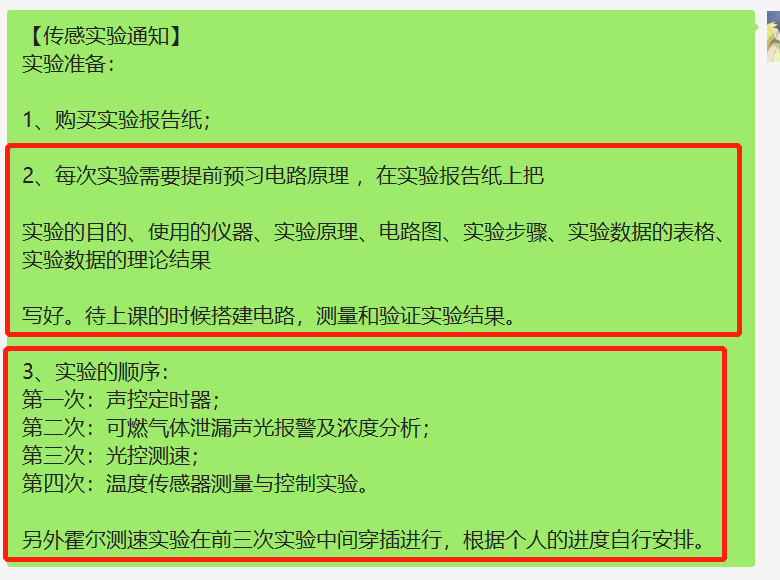 【传感实验通知】
实验准备：
1、购买实验报告纸；
2、每次实验需要提前预习电路原理 ，在实验报告纸上把
实验的目的、使用的仪器、实验原理、电路图、实验步骤、实验数据的表格、
实验数据的理论结果
写好。待上课的时候搭建电路，测量和验证实验结果。
3、实验的顺序：
第一次：声控定时器；
第二次：可燃气体泄漏声光报警及浓度分析；
第三次：光控测速；
第四次：温度传感器测量与控制实验。
另外霍尔测速实验在前三次实验中间穿插进行，根据个人的进度自行安排。